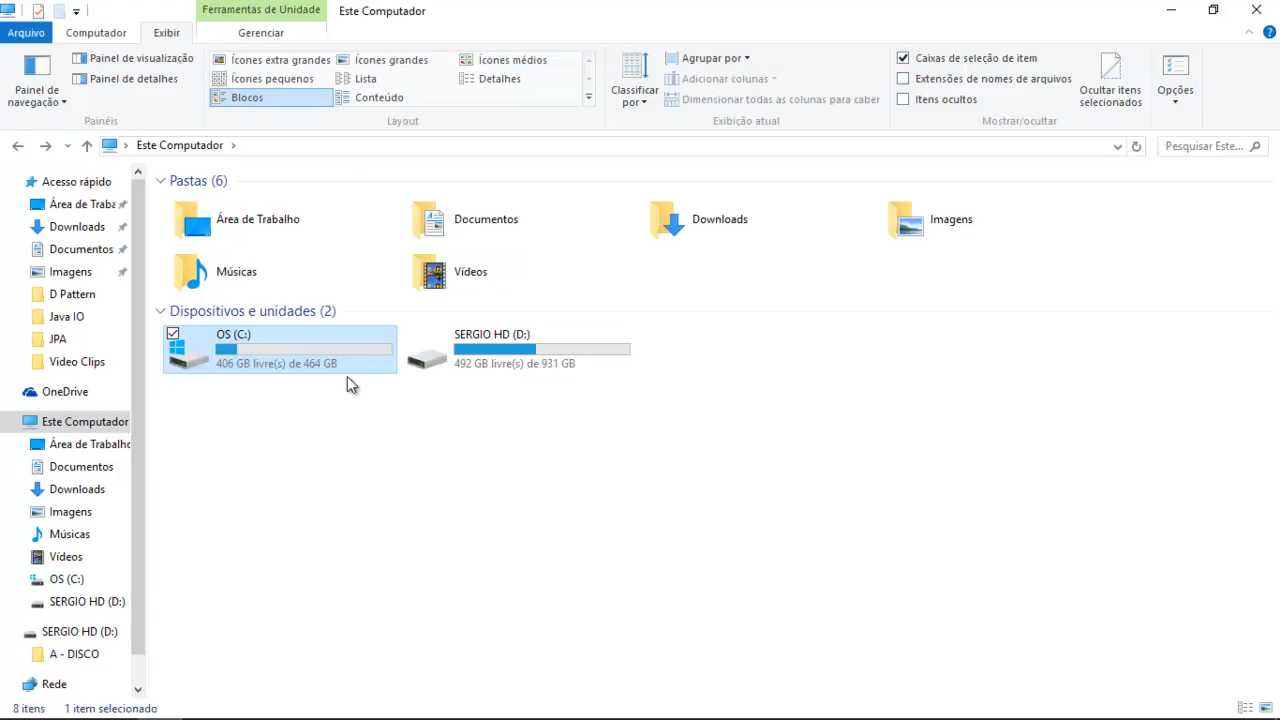 Ferramentas de Unidade
Este Computador
Arquivo
Computador
Exibir
Gerenciar
Painel de navegação
Painel de visualização
Painel de detalhes
Painéis
Ícones extra grandes
Ícones grandes
Ícones médios
Ícones pequenos
Lista
Detalhes
Blocos
Conteúdo
Layout
Classificar por
Agrupar por
Adicionar colunas
Dimensionar todas as colunas para caber
Exibição atual
Caixas de seleção de item
Extensões de nomes de arquivos
Itens ocultos
Ocultar itens selecionados
Mostrar/ocultar
Opções
Este Computador
Pesquisar Este...
Acesso rápido
Área de Traba
Downloads
Documentos
Imagens
D Pattern
Java IO
JPA
Video Clips
OneDrive
Este Computador
Área de Trabalho
Documentos
Downloads
Imagens
Músicas
Vídeos
OS (C:)
SERGIO HD (D:)
SERGIO HD (D:)
A - DISCO
Rede
Pastas (6)
Área de Trabalho
Documentos
Downloads
Imagens
Músicas
Vídeos
Dispositivos e unidades (2)
OS (C:)
406 GB livre(s) de 464 GB
SERGIO HD (D:)
492 GB livre(s) de 931 GB
8 itens
1 item selecionado